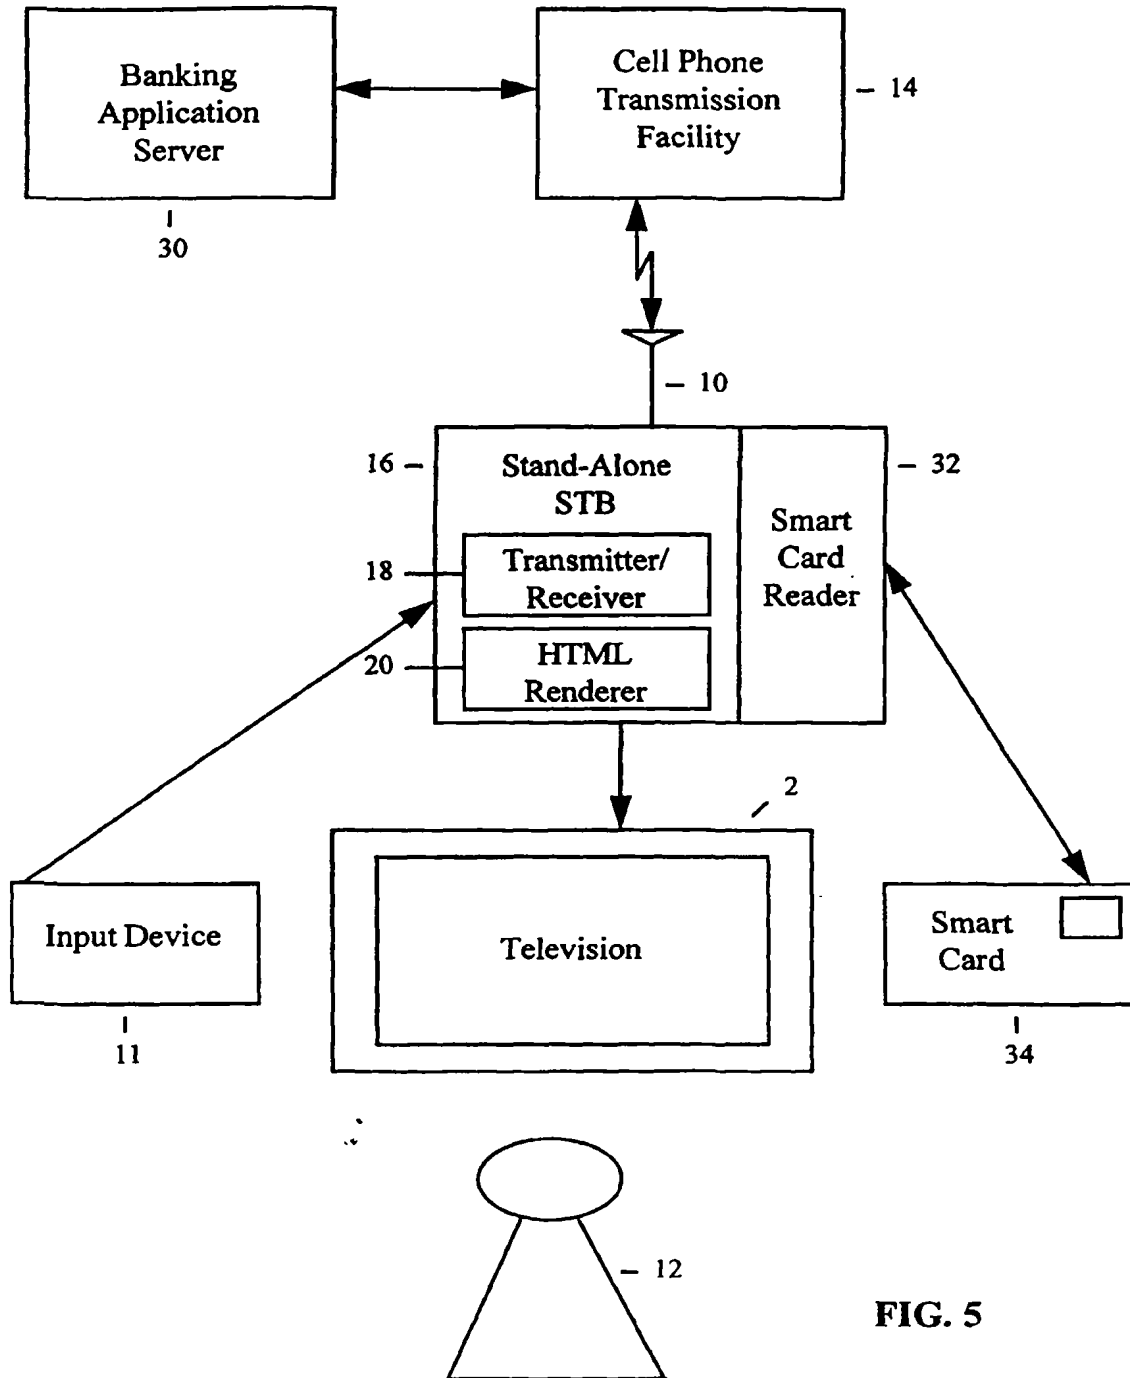 Banking
Application
Server
30
Cell Phone
Transmission
Facility
14
10
16
Stand-Alone
STB
18
Transmitter/
Receiver
20
HTML
Renderer
Smart
Card
Reader
32
2
Input Device
11
Television
Smart
Card
34
12
FIG. 5